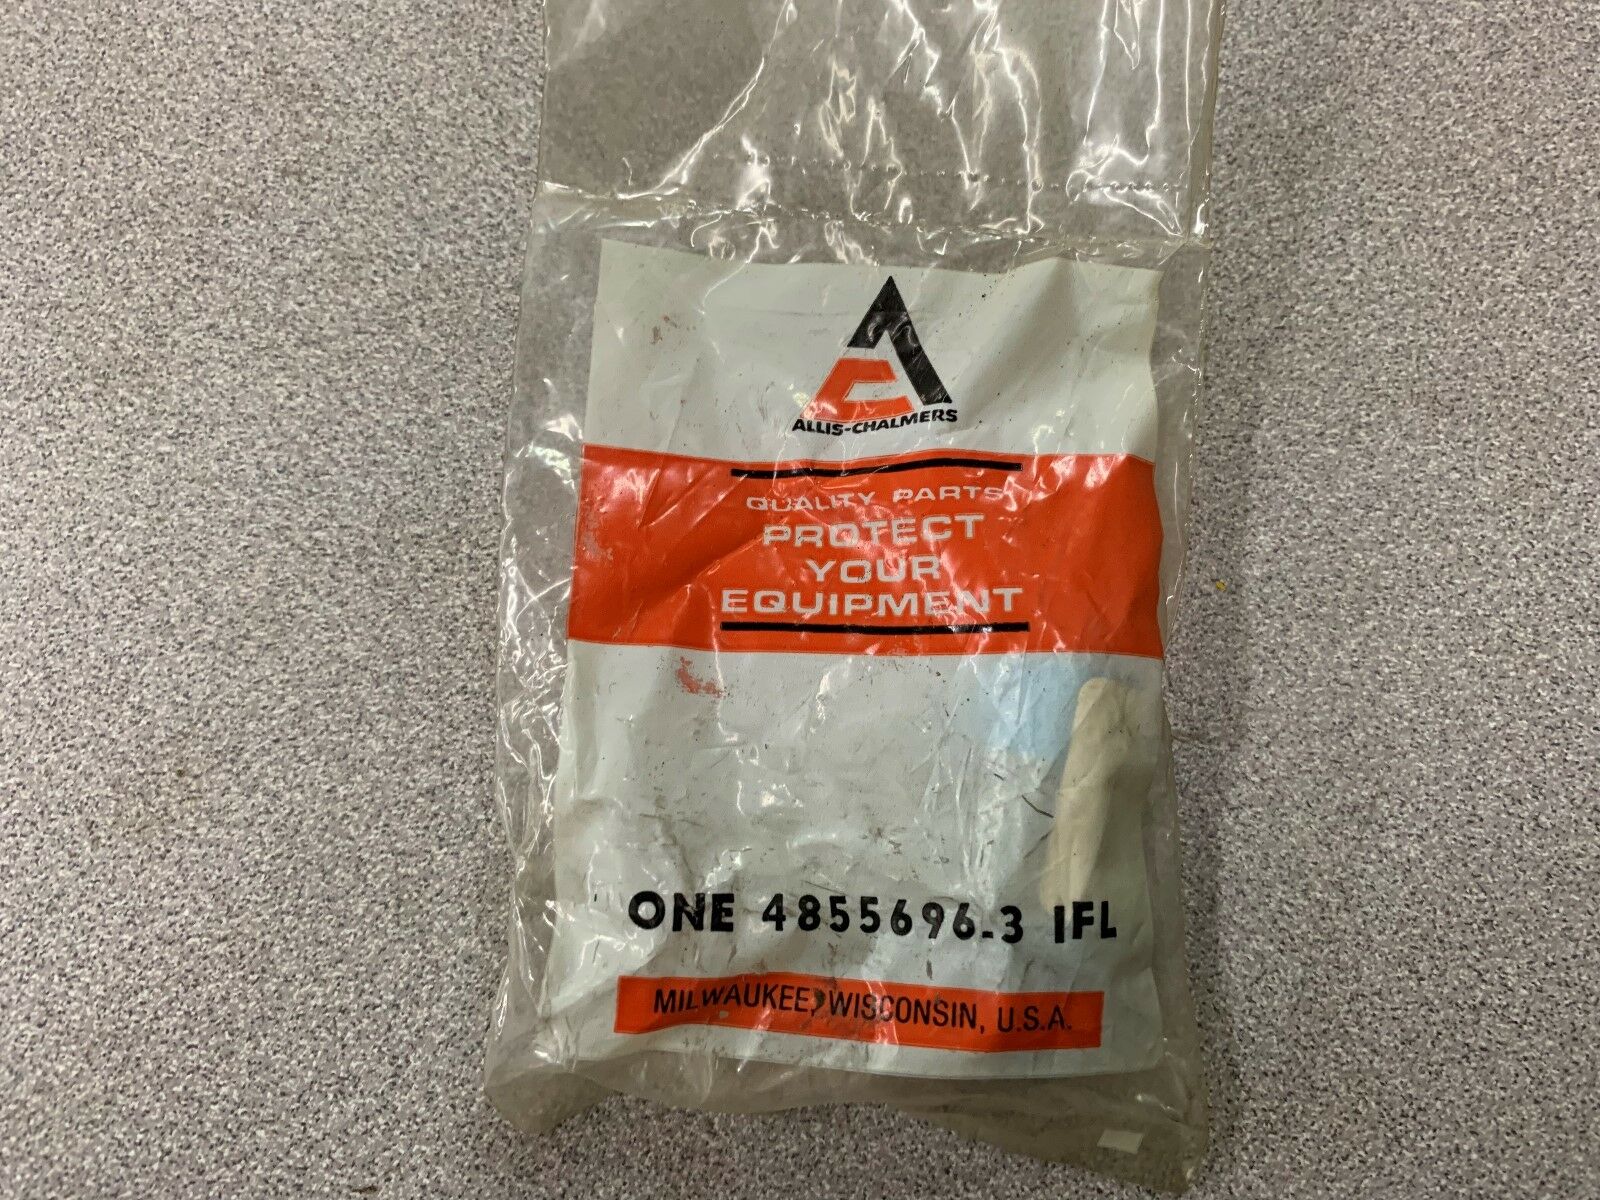 ALLIS-CHALMERS
QUALITY PARTS
PROTECT
YOUR
EQUIPMENT
ONE 4855696-3 IFL
MILWAUKEE, WISCONSIN, U.S.A.